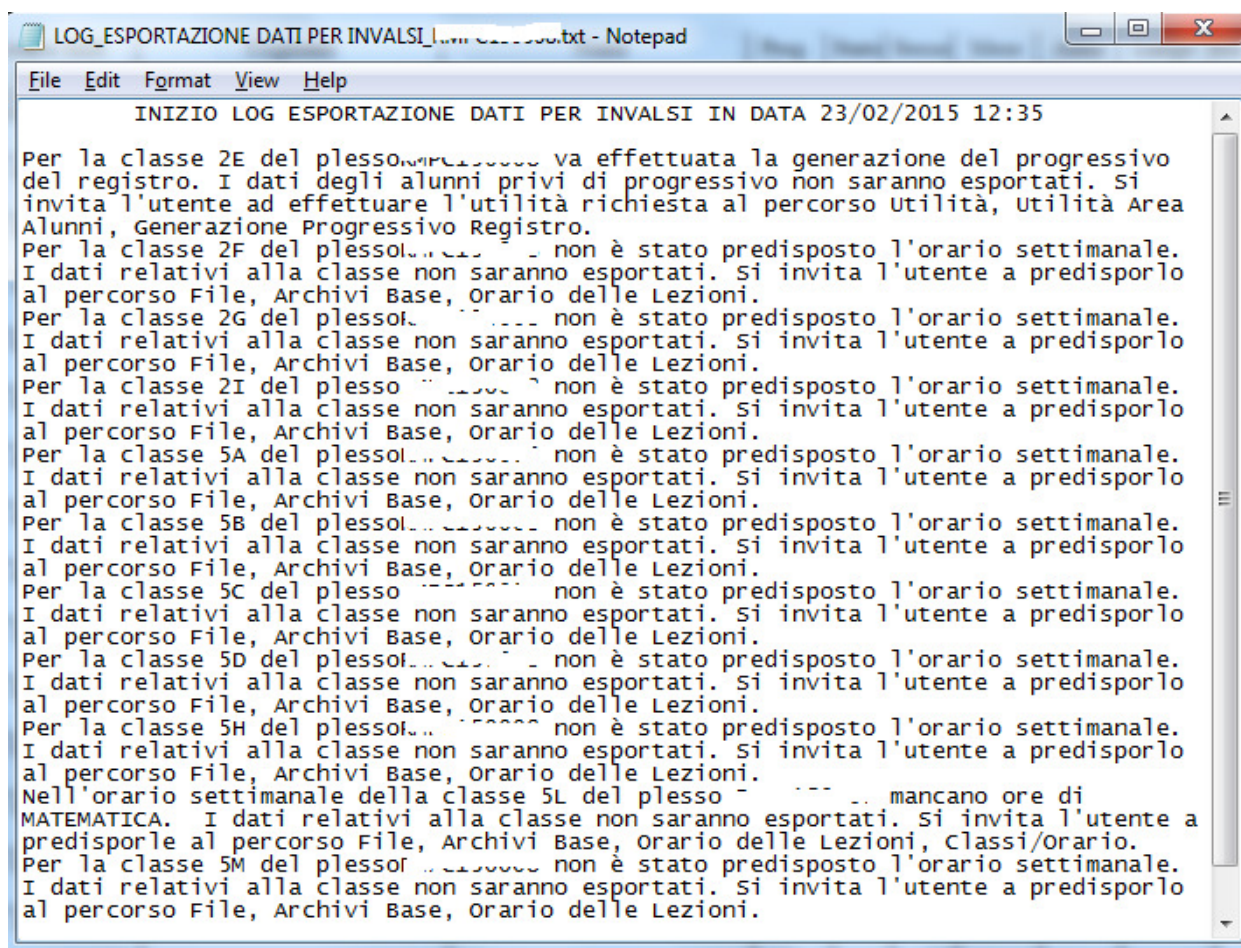 LOG_ESPORTAZIONE DATI PER INVALSI_ .txt - Notepad
File Edit Format View Help
INIZIO LOG ESPORTAZIONE DATI PER INVALSI IN DATA 23/02/2015 12:35
Per la classe 2E del plesso va effettuata la generazione del progressivo
del registro. I dati degli alunni privi di progressivo non saranno esportati. Si
invita l'utente ad effettuare l'utilità richiesta al percorso Utilità, Utilità Area
Alunni, Generazione Progressivo Registro.
Per la classe 2F del plesso non è stato predisposto l'orario settimanale.
I dati relativi alla classe non saranno esportati. Si invita l'utente a predisporlo
al percorso File, Archivi Base, Orario delle Lezioni.
Per la classe 2G del plesso non è stato predisposto l'orario settimanale.
I dati relativi alla classe non saranno esportati. Si invita l'utente a predisporlo
al percorso File, Archivi Base, Orario delle Lezioni.
Per la classe 2I del plesso non è stato predisposto l'orario settimanale.
I dati relativi alla classe non saranno esportati. Si invita l'utente a predisporlo
al percorso File, Archivi Base, Orario delle Lezioni.
Per la classe 5A del plesso non è stato predisposto l'orario settimanale.
I dati relativi alla classe non saranno esportati. Si invita l'utente a predisporlo
al percorso File, Archivi Base, Orario delle Lezioni.
Per la classe 5B del plesso non è stato predisposto l'orario settimanale.
I dati relativi alla classe non saranno esportati. Si invita l'utente a predisporlo
al percorso File, Archivi Base, Orario delle Lezioni.
Per la classe 5C del plesso non è stato predisposto l'orario settimanale.
I dati relativi alla classe non saranno esportati. Si invita l'utente a predisporlo
al percorso File, Archivi Base, Orario delle Lezioni.
Per la classe 5D del plesso non è stato predisposto l'orario settimanale.
I dati relativi alla classe non saranno esportati. Si invita l'utente a predisporlo
al percorso File, Archivi Base, Orario delle Lezioni.
Per la classe 5H del plesso non è stato predisposto l'orario settimanale.
I dati relativi alla classe non saranno esportati. Si invita l'utente a predisporlo
al percorso File, Archivi Base, Orario delle Lezioni.
Nell'orario settimanale della classe 5L del plesso mancano ore di
MATEMATICA. I dati relativi alla classe non saranno esportati. Si invita l'utente a
predisporle al percorso File, Archivi Base, Orario delle Lezioni, Classi/Orario.
Per la classe 5M del plesso non è stato predisposto l'orario settimanale.
I dati relativi alla classe non saranno esportati. Si invita l'utente a predisporlo
al percorso File, Archivi Base, Orario delle Lezioni.